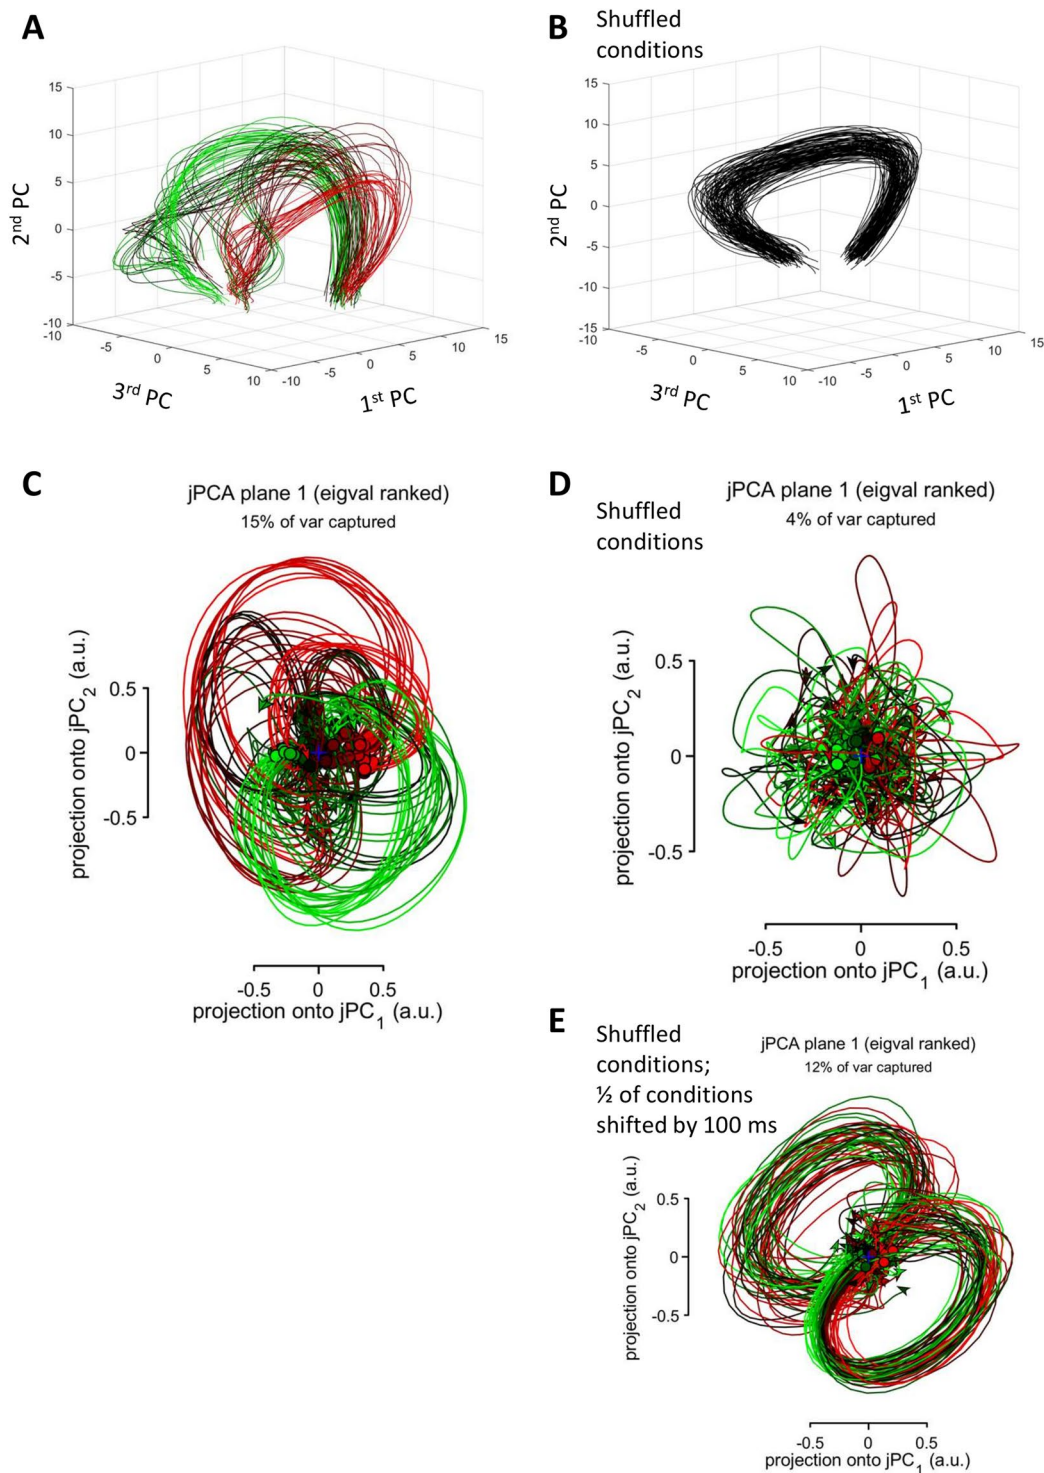 A
15
10
5
0
-5
-10
-10
-5
0
5
10
-10
-5
0
5
10
15
2nd PC
3rd PC
1st PC
B
Shuffled
conditions
15
10
5
0
-5
-10
-15
-10
-5
0
5
10
-10
-5
0
5
10
15
2nd PC
3rd PC
1st PC
C
jPCA plane 1 (eigval ranked)
15% of var captured
projection onto jPC2 (a.u.)
0.5
0
-0.5
-0.5 0 0.5
projection onto jPC1 (a.u.)
D
Shuffled
conditions
jPCA plane 1 (eigval ranked)
4% of var captured
projection onto jPC2 (a.u.)
0.5
0
-0.5
-0.5 0 0.5
projection onto jPC1 (a.u.)
E
Shuffled
conditions;
½ of conditions
shifted by 100 ms
jPCA plane 1 (eigval ranked)
12% of var captured
projection onto jPC2 (a.u.)
0.5
0
-0.5
-0.5 0 0.5
projection onto jPC1 (a.u.)